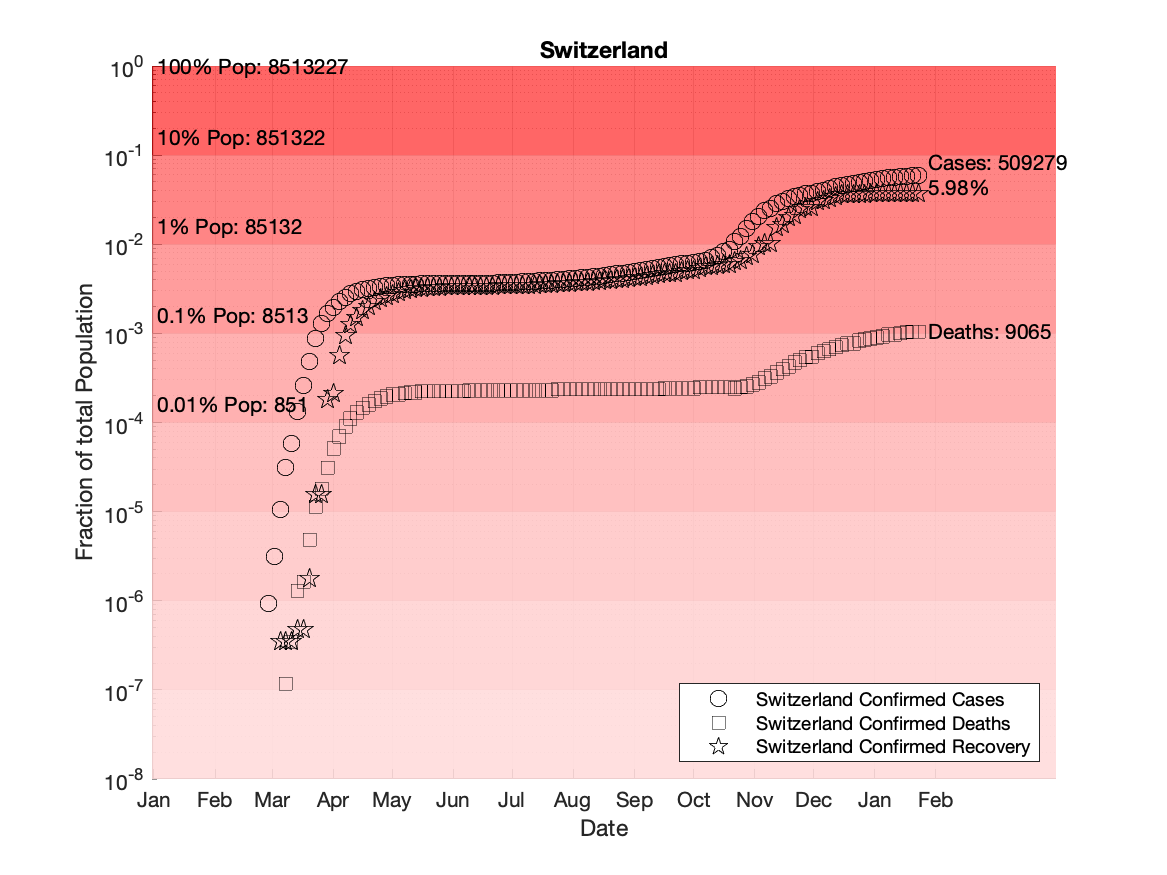 Switzerland
10^0
100% Pop: 8513227
10% Pop: 851322
10^-1
Cases: 509279
5.98%
1% Pop: 85132
10^-2
0.1% Pop: 8513
10^-3
Deaths: 9065
0.01% Pop: 851
10^-4
10^-5
10^-6
10^-7
10^-8
Fraction of total Population
Switzerland Confirmed Cases
Switzerland Confirmed Deaths
Switzerland Confirmed Recovery
Jan Feb Mar Apr May Jun Jul Aug Sep Oct Nov Dec Jan Feb
Date